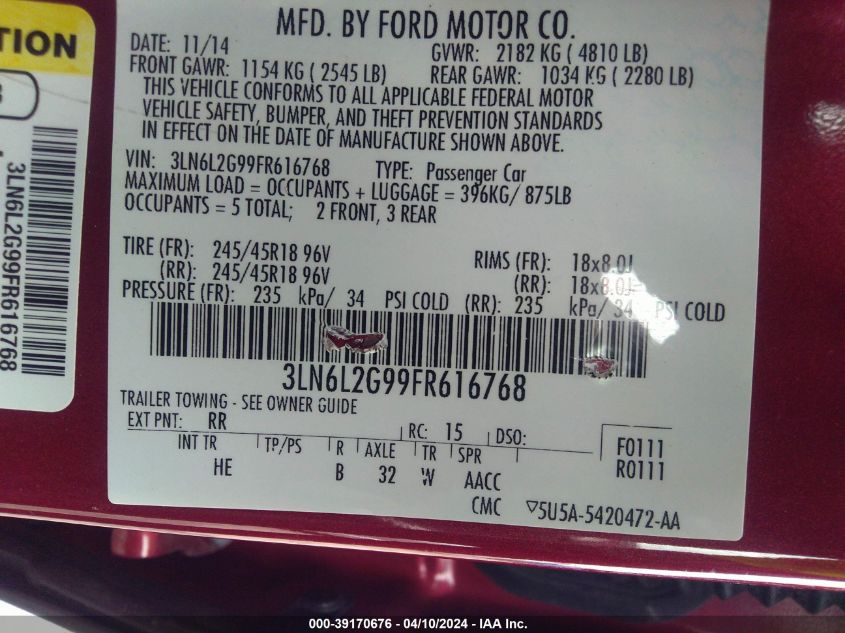 MFD. BY FORD MOTOR CO.
DATE: 11/14 GVWR: 2182 KG ( 4810 LB)
FRONT GAWR: 1154 KG ( 2545 LB) REAR GAWR: 1034 KG ( 2280 LB)
THIS VEHICLE CONFORMS TO ALL APPLICABLE FEDERAL MOTOR
VEHICLE SAFETY, BUMPER, AND THEFT PREVENTION STANDARDS
IN EFFECT ON THE DATE OF MANUFACTURE SHOWN ABOVE.
VIN: 3LN6L2G99FR616768 TYPE: Passenger Car
MAXIMUM LOAD = OCCUPANTS + LUGGAGE = 396KG/ 875LB
OCCUPANTS = 5 TOTAL; 2 FRONT, 3 REAR
TIRE (FR): 245/45R18 96V RIMS (FR): 18x8.0J
(RR): 245/45R18 96V (RR): 18x8.0J
PRESSURE (FR): 235 kPa/ 34 PSI COLD (RR): 235 kPa/ 34 PSI COLD
3LN6L2G99FR616768
TRAILER TOWING - SEE OWNER GUIDE
EXT PNT: RR RC: 15 DSO:
INT TR TP/PS R AXLE TR SPR
HE B 32 W AACC
CMC
F0111
R0111
5U5A-5420472-AA
TION
3LN6L2G99FR616768
000-39170676 - 04/10/2024 - IAA Inc.